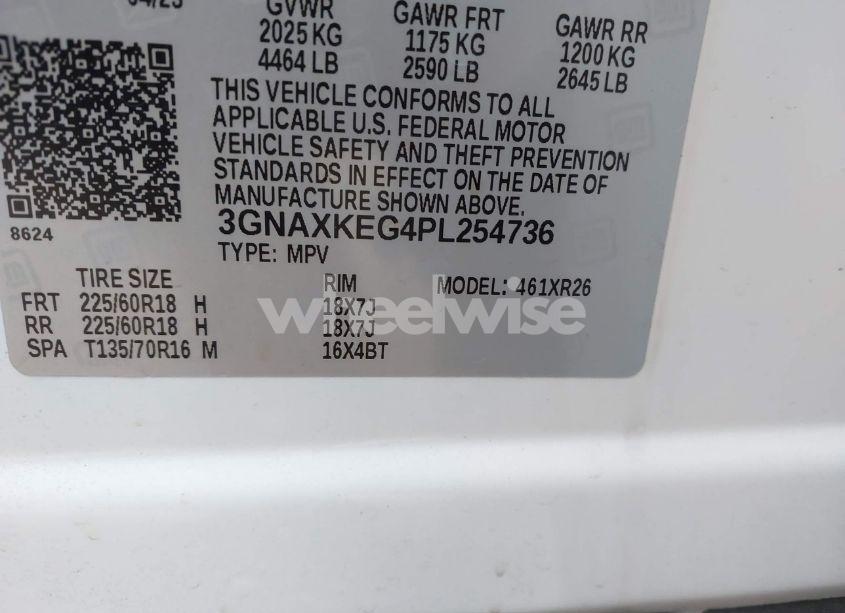 04/23
GVWR GAWR FRT GAWR RR
2025 KG 1175 KG 1200 KG
4464 LB 2590 LB 2645 LB
THIS VEHICLE CONFORMS TO ALL
APPLICABLE U.S. FEDERAL MOTOR
VEHICLE SAFETY AND THEFT PREVENTION
STANDARDS IN EFFECT ON THE DATE OF
MANUFACTURE SHOWN ABOVE.
8624
3GNAXKEG4PL254736
TYPE: MPV
TIRE SIZE RIM MODEL: 461XR26
FRT 225/60R18 H 18X7J
RR 225/60R18 H 18X7J
SPA T135/70R16 M 16X4BT
wheelwise